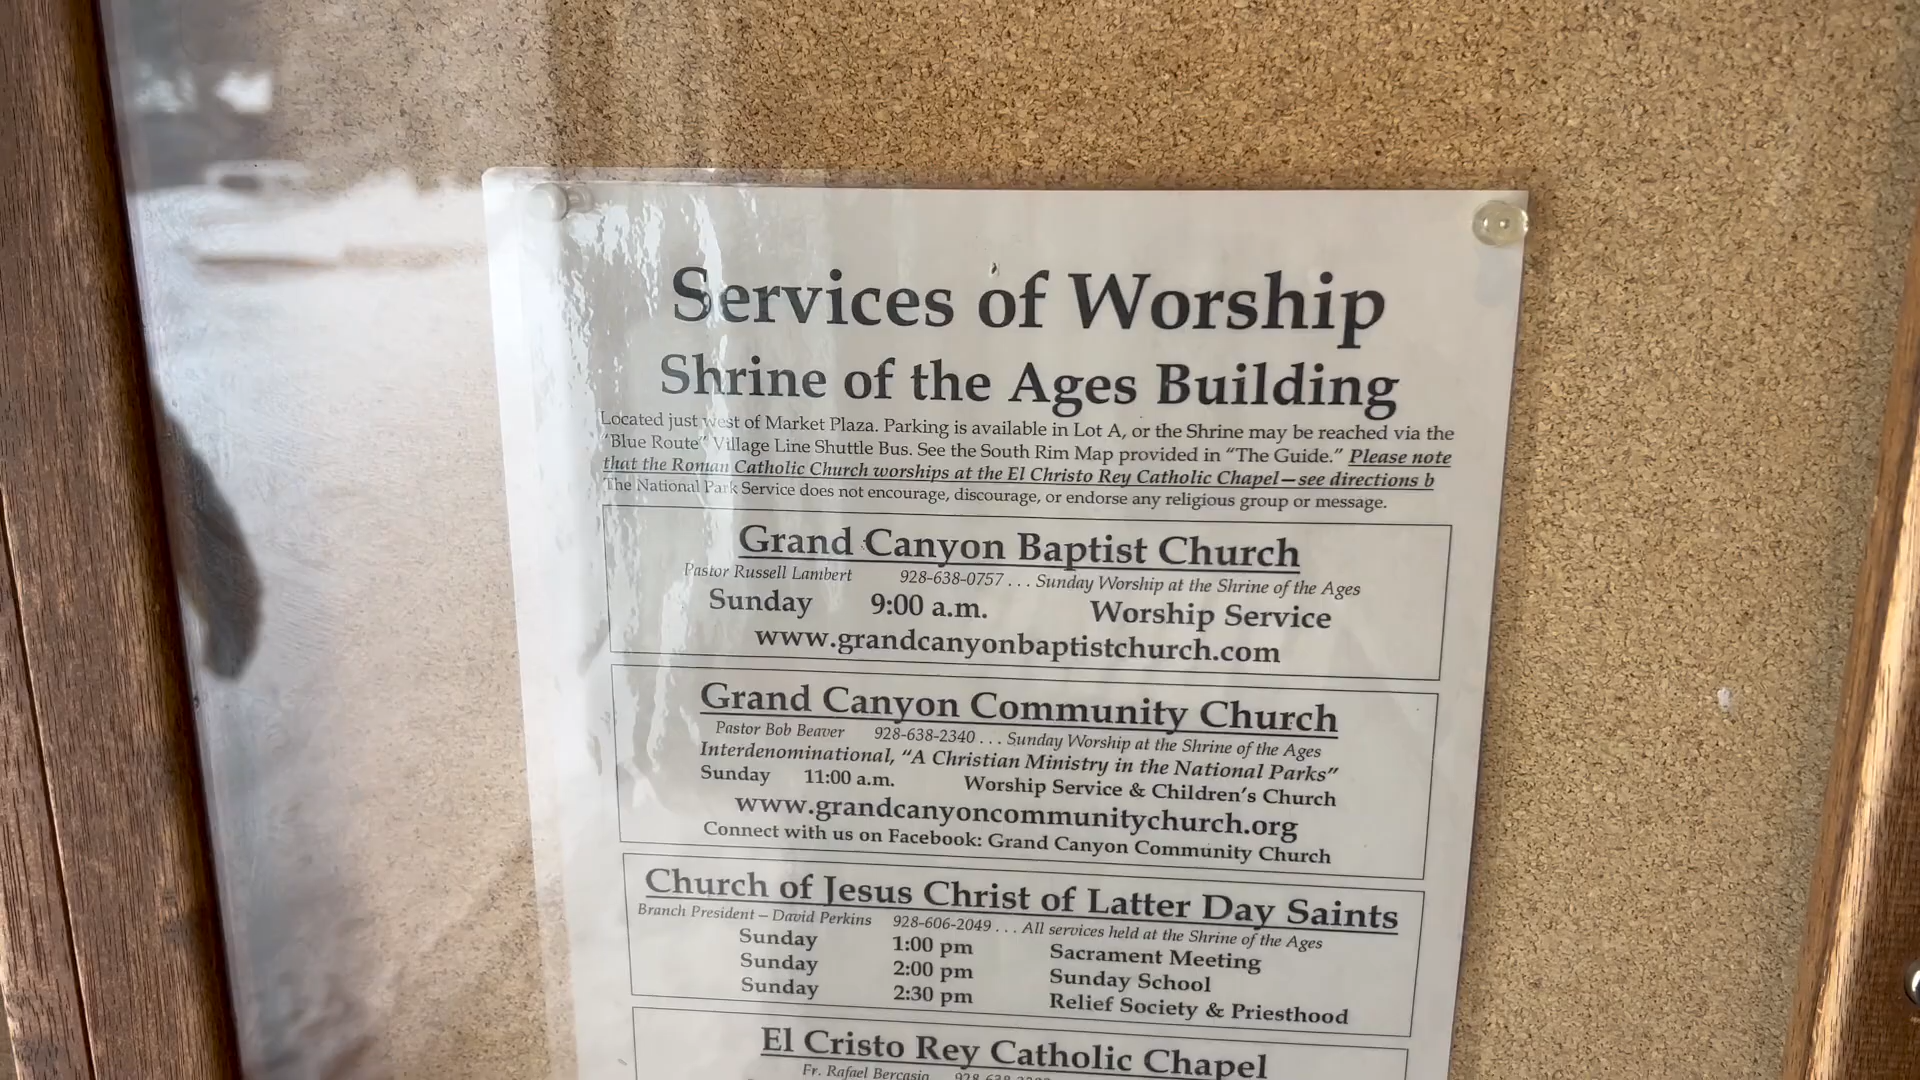 Services of Worship
Shrine of the Ages Building
Located just west of Market Plaza. Parking is available in Lot A, or the Shrine may be reached via the
"Blue Route" Village Line Shuttle Bus. See the South Rim Map provided in "The Guide." Please note
that the Roman Catholic Church worships at the El Christo Rey Catholic Chapel—see directions b
The National Park Service does not encourage, discourage, or endorse any religious group or message.
Grand Canyon Baptist Church
Pastor Russell Lambert 928-638-0757 . . . Sunday Worship at the Shrine of the Ages
Sunday 9:00 a.m. Worship Service
www.grandcanyonbaptistchurch.com
Grand Canyon Community Church
Pastor Bob Beaver 928-638-2340 . . . Sunday Worship at the Shrine of the Ages
Interdenominational, "A Christian Ministry in the National Parks"
Sunday 11:00 a.m. Worship Service & Children's Church
www.grandcanyoncommunitychurch.org
Connect with us on Facebook: Grand Canyon Community Church
Church of Jesus Christ of Latter Day Saints
Branch President – David Perkins 928-606-2049 . . . All services held at the Shrine of the Ages
Sunday 1:00 pm Sacrament Meeting
Sunday 2:00 pm Sunday School
Sunday 2:30 pm Relief Society & Priesthood
El Cristo Rey Catholic Chapel
Fr. Rafael Bercasio